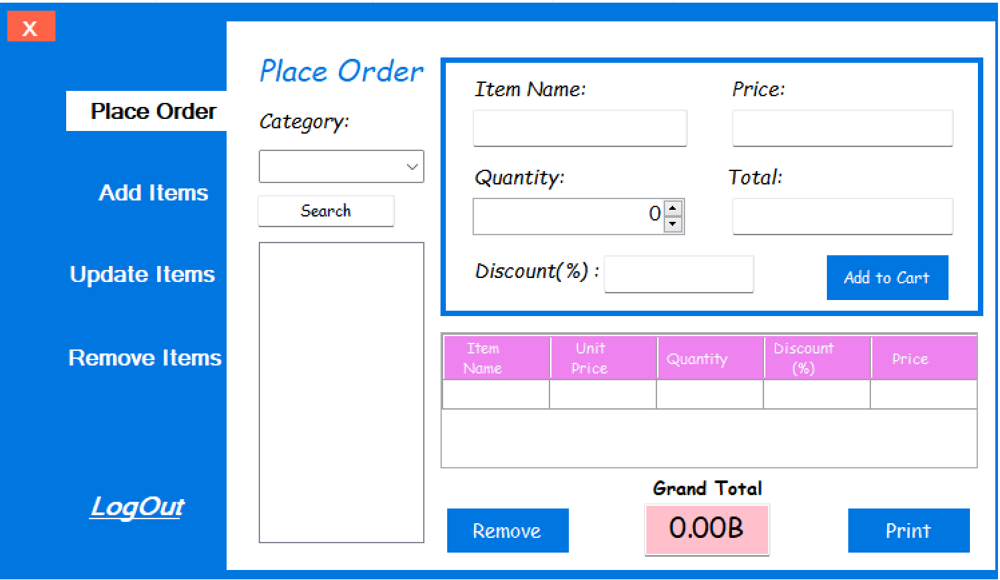 X
Place Order
Add Items
Update Items
Remove Items
LogOut
Place Order
Category:
Search
Item Name:
Price:
Quantity:
Total:
0
Discount(%) :
Add to Cart
Item Name
Unit Price
Quantity
Discount (%)
Price
Grand Total
0.00B
Remove
Print